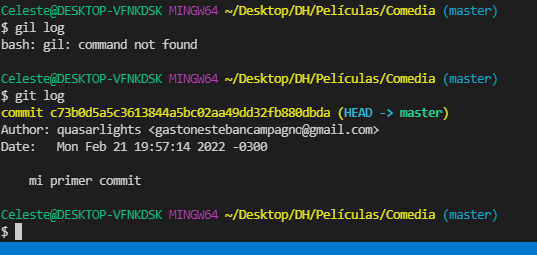 Celeste@DESKTOP-VFNKDSK MINGW64 ~/Desktop/DH/Películas/Comedia (master)
$ gil log
bash: gil: command not found
Celeste@DESKTOP-VFNKDSK MINGW64 ~/Desktop/DH/Películas/Comedia (master)
$ git log
commit c73b0d5a5c3613844a5bc02aa49dd32fb880dbda (HEAD -> master)
Author: quasarlights <gastonestebancampagno@gmail.com>
Date:   Mon Feb 21 19:57:14 2022 -0300
mi primer commit
Celeste@DESKTOP-VFNKDSK MINGW64 ~/Desktop/DH/Películas/Comedia (master)
$